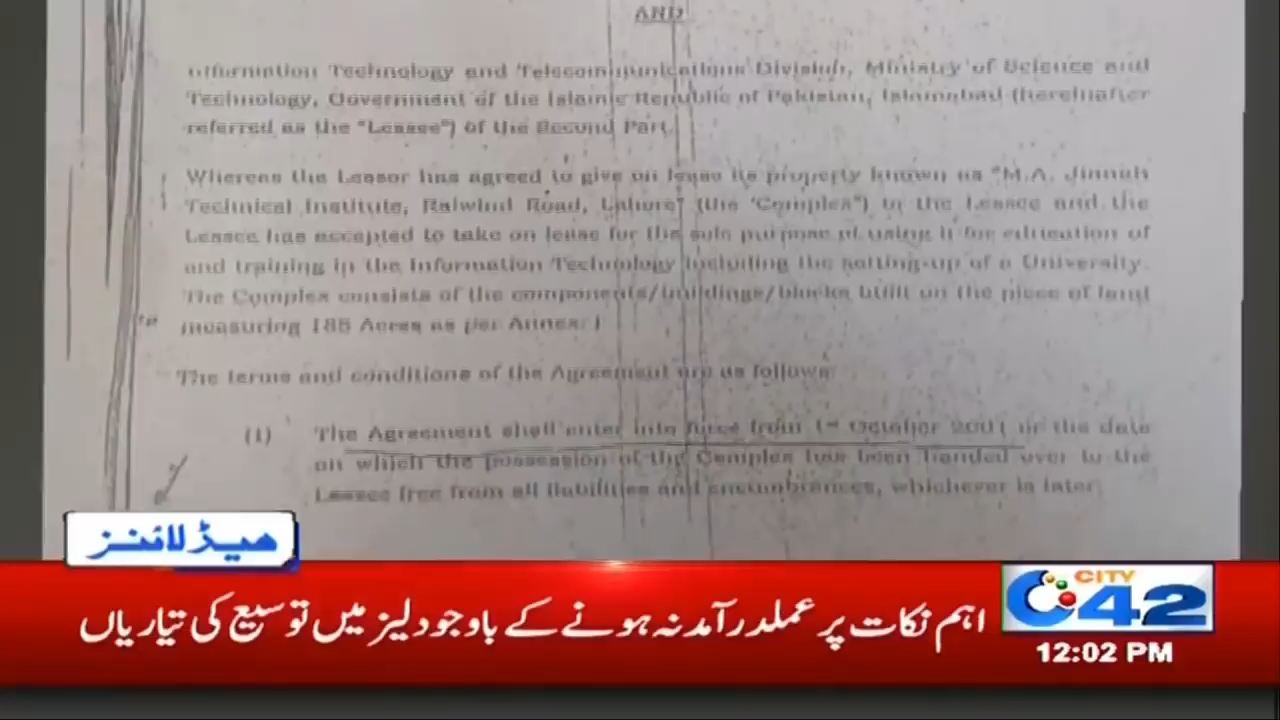 AND
Information Technology and Telecommunications Division, Ministry of Science and
Technology, Government of the Islamic Republic of Pakistan, Islamabad (hereinafter
referred as the "Lessee") of the Second Part.
Whereas the Lessor has agreed to give on lease its property known as "M.A. Jinnah
Technical Institute, Raiwind Road, Lahore" (the 'Complex") to the Lessee and the
Lessee has accepted to take on lease for the sole purpose of using it for education of
and training in the Information Technology including the setting-up of a University.
The Complex consists of the components/buildings/blocks built on the piece of land
measuring 185 Acres as per Annex.
The terms and conditions of the Agreement are as follows
(1) The Agreement shall enter into force from 1st October 2001 or the date
on which the possession of the Complex has been handed over to the
Lessee free from all liabilities and encumbrances, whichever is later
ہیڈلائنز
اہم نکات پر عملدرآمد نہ ہونے کے باوجود لیز میں توسیع کی تیاریاں
CITY
42
12:02 PM